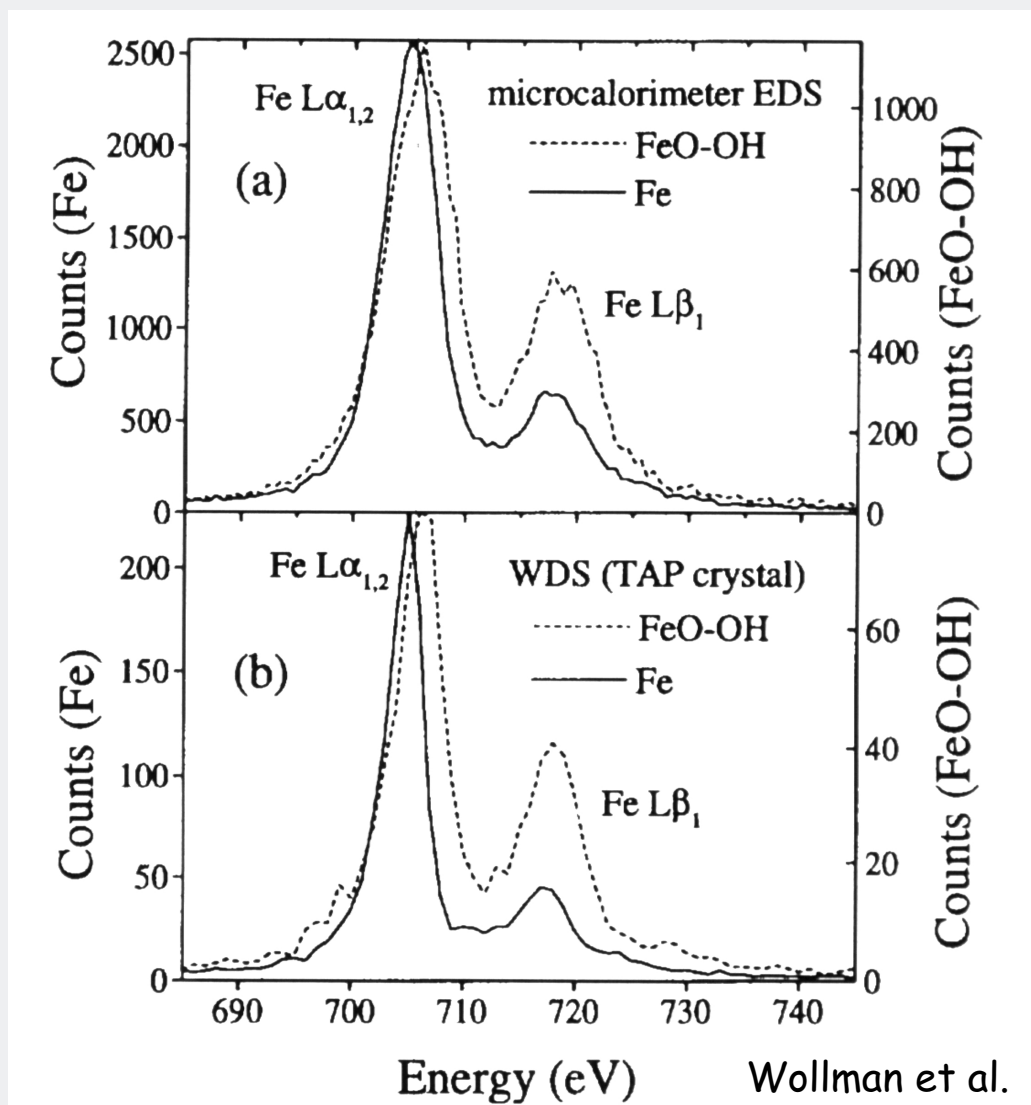 2500
2000
1500
1000
500
0
Counts (Fe)
Fe Lα1,2
(a)
microcalorimeter EDS
FeO-OH
Fe
Fe Lβ1
1000
800
600
400
200
0
Counts (FeO-OH)
200
150
100
50
0
Counts (Fe)
Fe Lα1,2
(b)
WDS (TAP crystal)
FeO-OH
Fe
Fe Lβ1
60
40
20
0
Counts (FeO-OH)
690 700 710 720 730 740
Energy (eV)
Wollman et al.